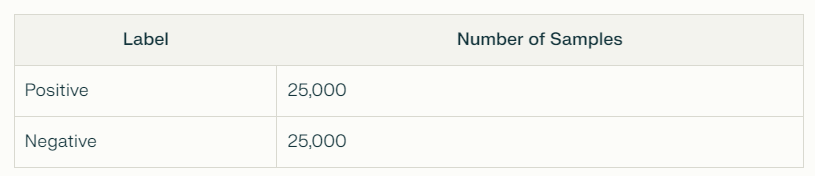 Label Number of Samples
Positive 25,000
Negative 25,000